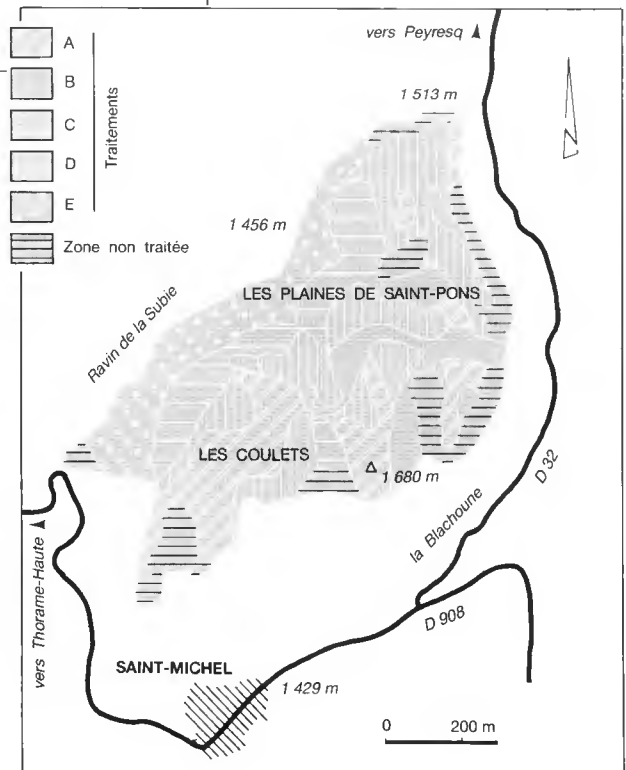 A
B
C
D
E
Traitements
Zone non traitée
vers Peyresq
N
1 513 m
1 456 m
LES PLAINES DE SAINT-PONS
Ravin de la Subie
LES COULETS
1 680 m
la Blachoune
D 32
vers Thorame-Haute
D 908
SAINT-MICHEL
1 429 m
0 200 m